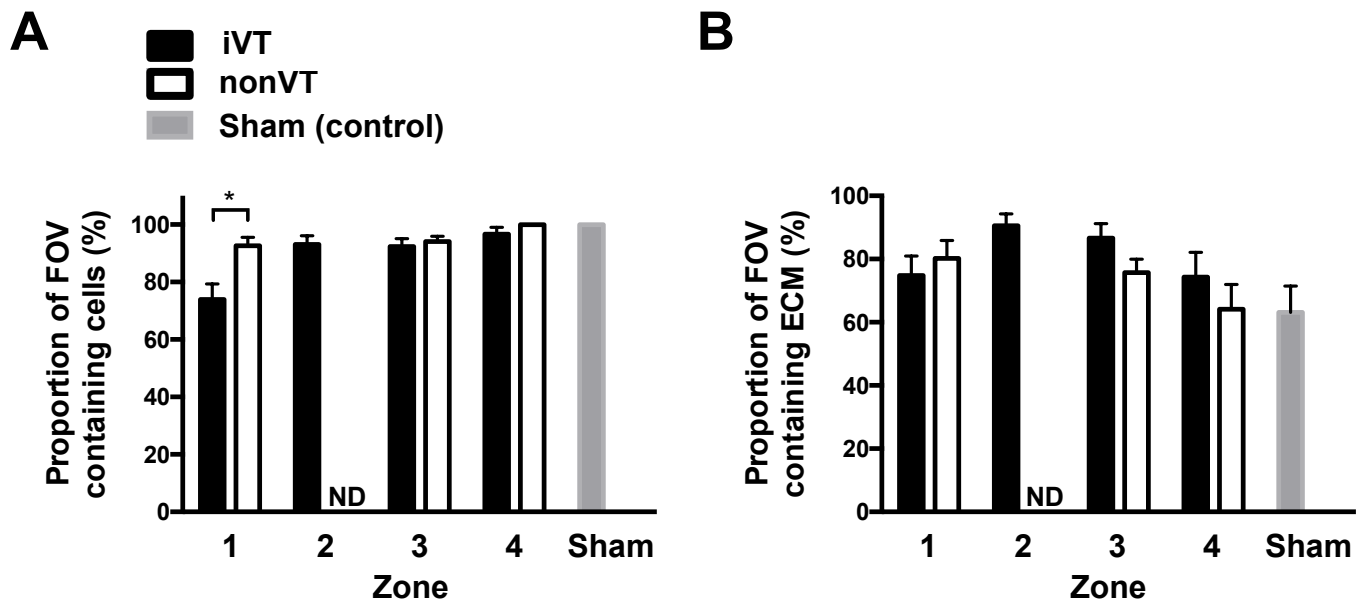 A
iVT
nonVT
Sham (control)
Proportion of FOV
containing cells (%)
100
80
60
40
20
0
*
ND
1 2 3 4 Sham
Zone
B
Proportion of FOV
containing ECM (%)
100
80
60
40
20
0
ND
1 2 3 4 Sham
Zone